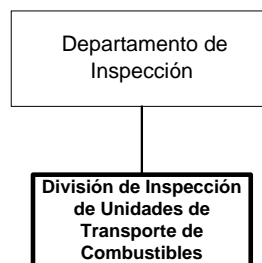 Departamento de
Inspección
División de Inspección
de Unidades de
Transporte de
Combustibles